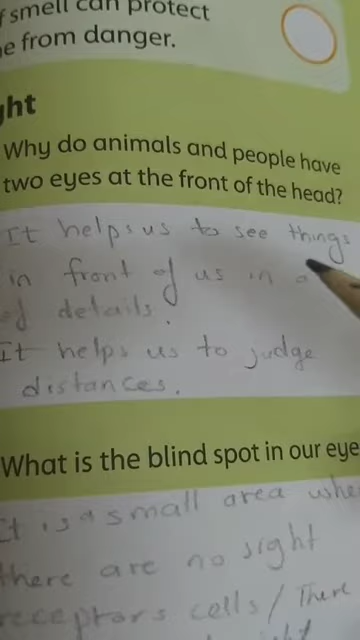 smell can protect
from danger.
ght
Why do animals and people have
two eyes at the front of the head?
It helps us to see things
in front of us in a
of details.
It helps us to judge
distances.
What is the blind spot in our eye
It is a small area whe
there are no sight
receptors cells / There